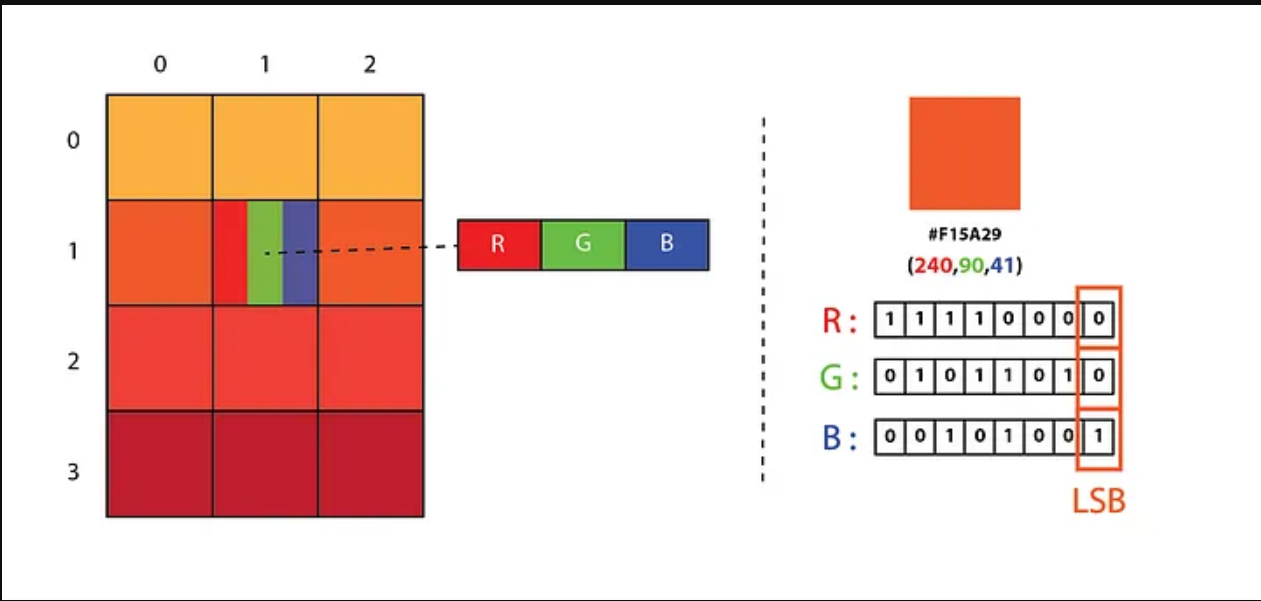 0 1 2
0
1
2
3
R G B
#F15A29
(240,90,41)
R: 1 1 1 1 0 0 0 0
G: 0 1 0 1 1 0 1 0
B: 0 0 1 0 1 0 0 1
LSB